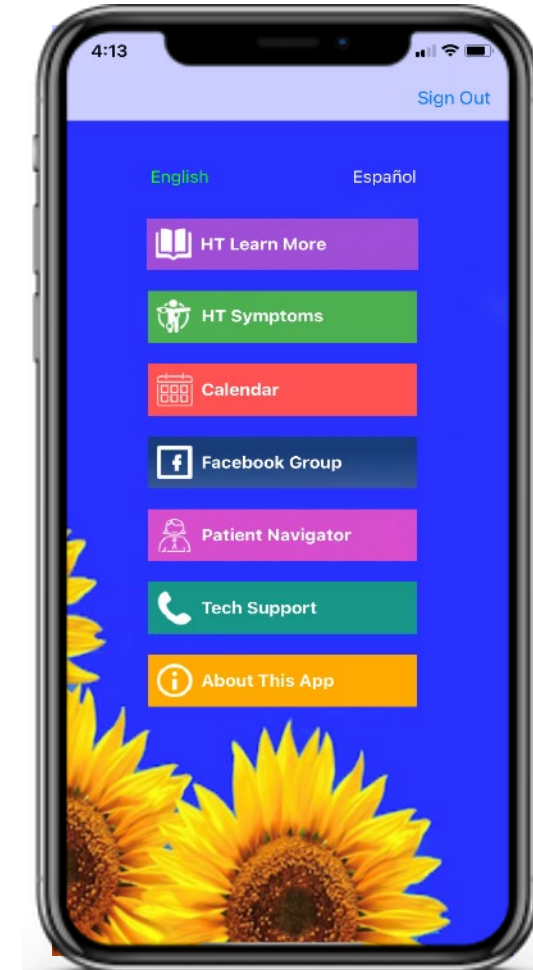 4:13
Sign Out
English Español
HT Learn More
HT Symptoms
Calendar
Facebook Group
Patient Navigator
Tech Support
About This App